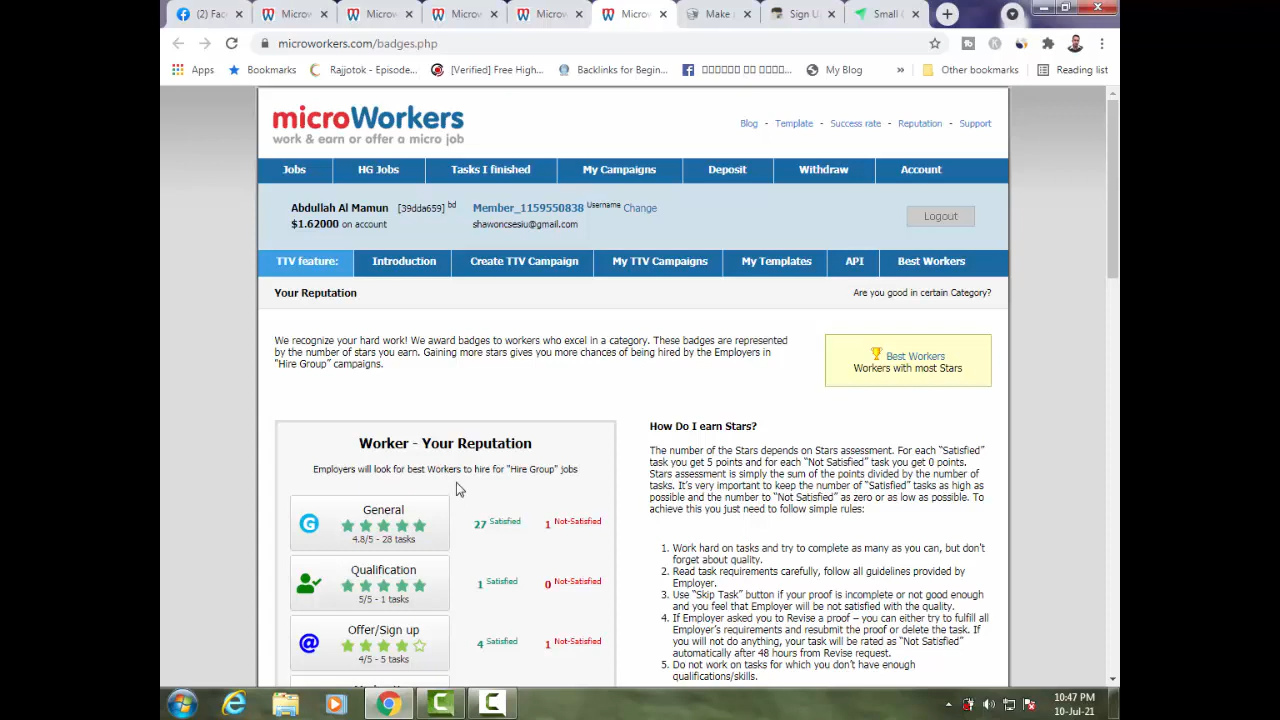 (2) Fac
Microw
Microw
Microw
Microw
Microw
Make
Sign U
Small
microworkers.com/badges.php
Apps
Bookmarks
Rajjotok - Episode...
[Verified] Free High...
Backlinks for Begin...
My Blog
»
Other bookmarks
Reading list
microWorkers
work & earn or offer a micro job
Blog - Template - Success rate - Reputation - Support
Jobs
HG Jobs
Tasks I finished
My Campaigns
Deposit
Withdraw
Account
Abdullah Al Mamun [39dda659] bd
$1.62000 on account
Member_1159550838 Username Change
shawoncsesiu@gmail.com
Logout
TTV feature:
Introduction
Create TTV Campaign
My TTV Campaigns
My Templates
API
Best Workers
Your Reputation
Are you good in certain Category?
We recognize your hard work! We award badges to workers who excel in a category. These badges are represented
by the number of stars you earn. Gaining more stars gives you more chances of being hired by the Employers in
"Hire Group" campaigns.
Best Workers
Workers with most Stars
Worker - Your Reputation
Employers will look for best Workers to hire for "Hire Group" jobs
G
General
4.8/5 - 28 tasks
27 Satisfied
1 Not-Satisfied
Qualification
5/5 - 1 tasks
1 Satisfied
0 Not-Satisfied
@
Offer/Sign up
4/5 - 5 tasks
4 Satisfied
1 Not-Satisfied
How Do I earn Stars?
The number of the Stars depends on Stars assessment. For each "Satisfied"
task you get 5 points and for each "Not Satisfied" task you get 0 points.
Stars assessment is simply the sum of the points divided by the number of
tasks. It's very important to keep the number of "Satisfied" tasks as high as
possible and the number to "Not Satisfied" as zero or as low as possible. To
achieve this you just need to follow simple rules:
1. Work hard on tasks and try to complete as many as you can, but don't
forget about quality.
2. Read task requirements carefully, follow all guidelines provided by
Employer.
3. Use "Skip Task" button if your proof is incomplete or not good enough
and you feel that Employer will be not satisfied with the quality.
4. If Employer asked you to Revise a proof – you can either try to fulfill all
Employer's requirements and resubmit the proof or delete the task. If
you will not do anything, your task will be rated as "Not Satisfied"
automatically after 48 hours from Revise request.
5. Do not work on tasks for which you don't have enough
qualifications/skills.
10:47 PM
10-Jul-21